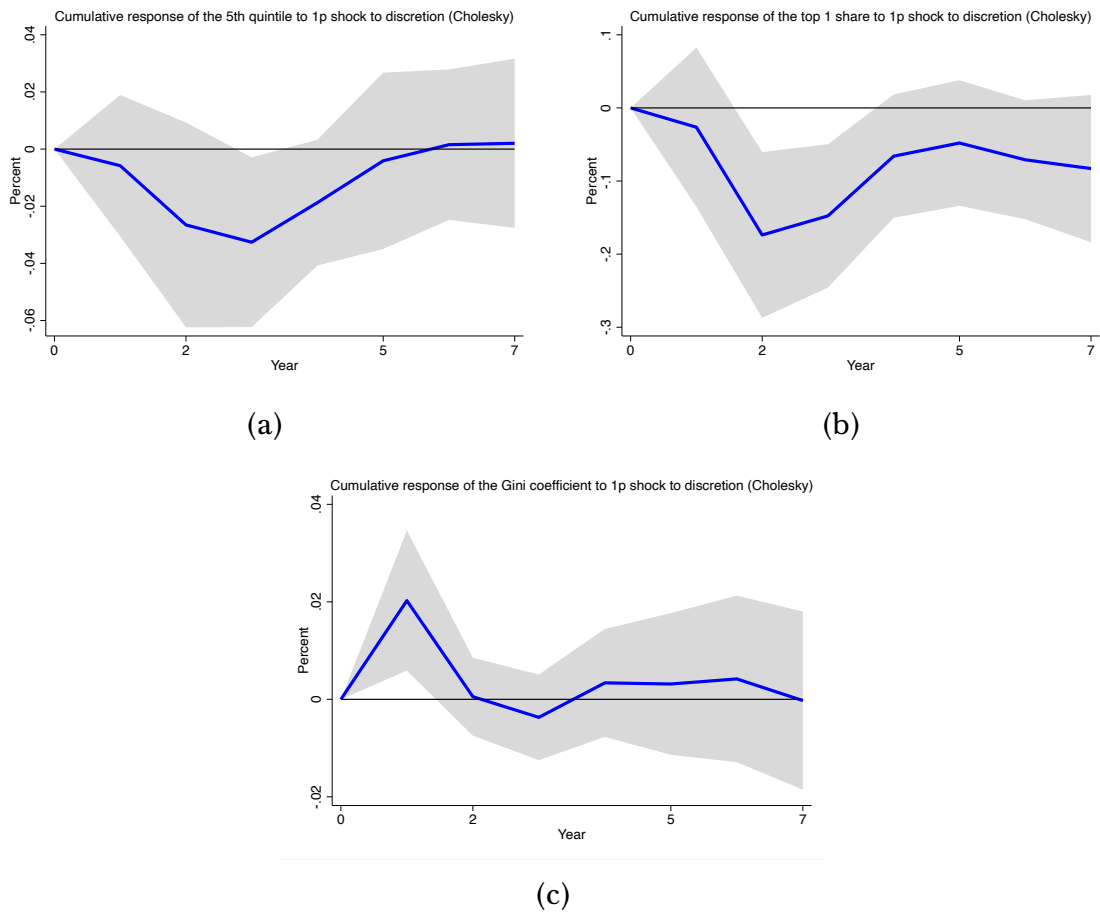 Cumulative response of the 5th quintile to 1p shock to discretion (Cholesky)
.04
.02
0
-.02
-.04
-.06
Percent
0 2 5 7
Year
(a)
Cumulative response of the top 1 share to 1p shock to discretion (Cholesky)
.1
0
-.1
-.2
-.3
Percent
0 2 5 7
Year
(b)
Cumulative response of the Gini coefficient to 1p shock to discretion (Cholesky)
.04
.02
0
-.02
Percent
0 2 5 7
Year
(c)